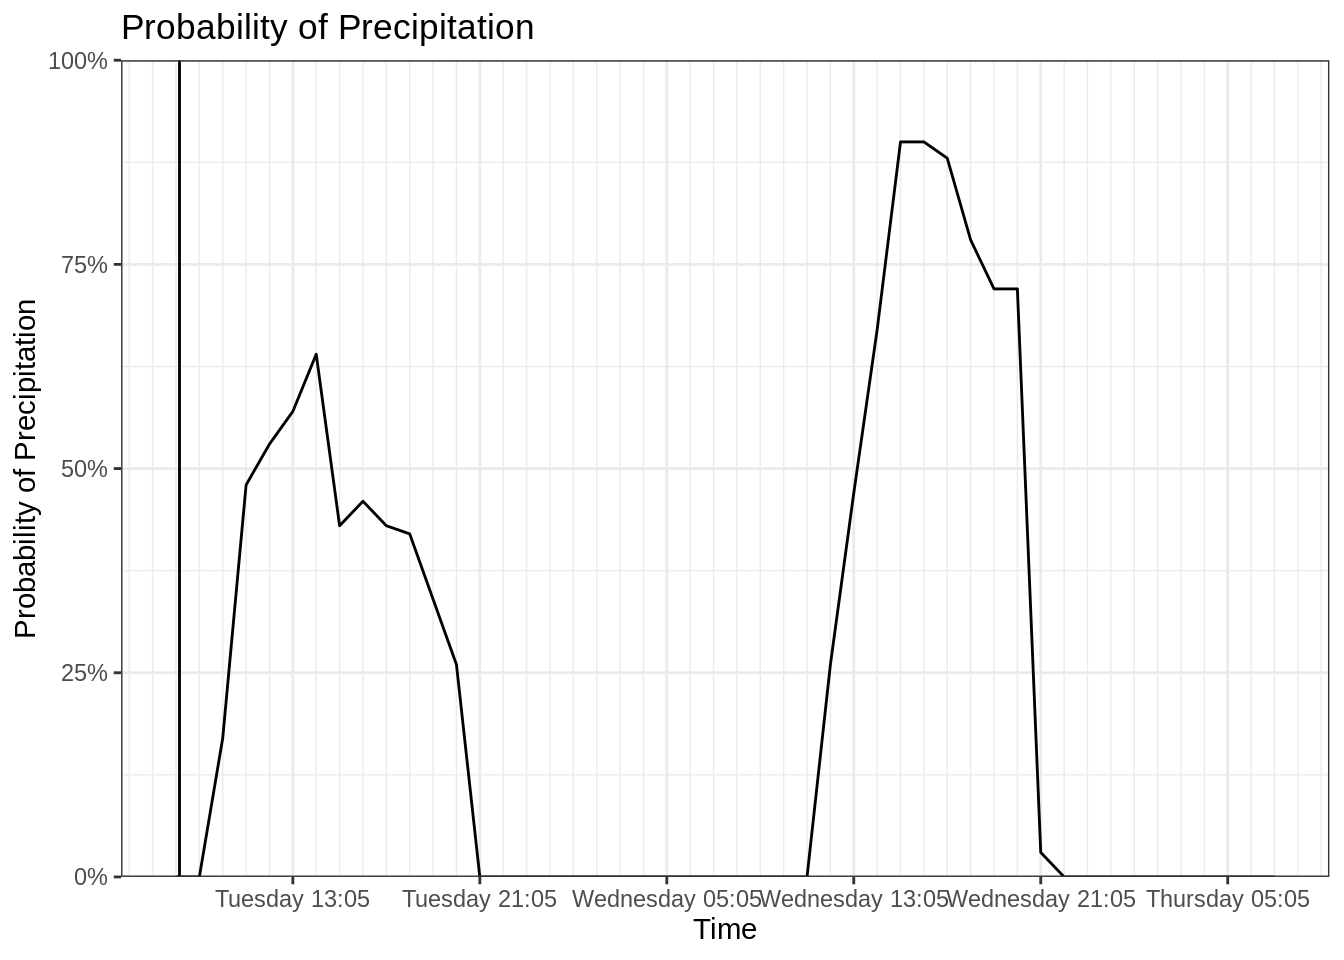 Probability of Precipitation
100%
75%
50%
25%
0%
Probability of Precipitation
Tuesday 13:05 Tuesday 21:05 Wednesday 05:05 Wednesday 13:05 Wednesday 21:05 Thursday 05:05
Time